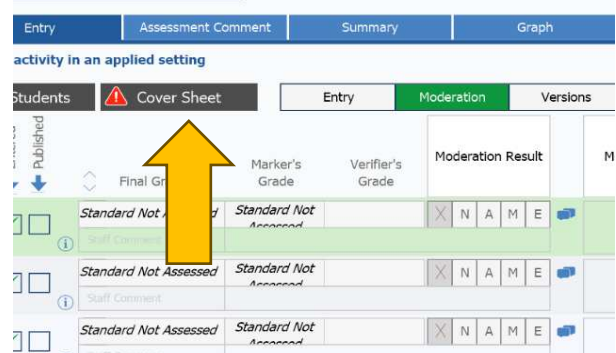 Entry Assessment Comment Summary Graph
activity in an applied setting
Students Cover Sheet Entry Moderation Versions
Published
Final Marker's Grade Verifier's Grade Moderation Result M
Standard Not Assessed Standard Not X N A M E
Staff Comment
Standard Not Assessed Standard Not X N A M E
Staff Comment
Standard Not Assessed Standard Not X N A M E